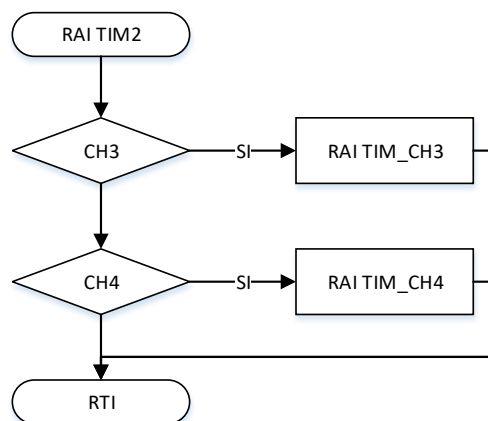 RAI TIM2
CH3
SI
RAI TIM_CH3
CH4
SI
RAI TIM_CH4
RTI